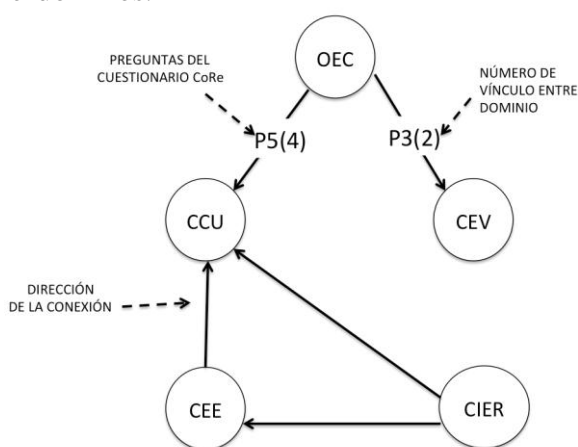 PREGUNTAS DEL
CUESTIONARIO CoRe
OEC
NÚMERO DE
VÍNCULO ENTRE
DOMINIO
P5(4)
P3(2)
CCU
CEV
DIRECCIÓN
DE LA CONEXIÓN
CEE
CIER